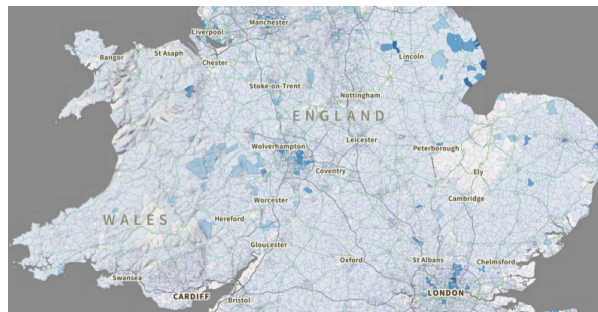 Manchester
Liverpool
Bangor
St Asaph
Chester
Lincoln
Stoke-on-Trent
Nottingham
ENGLAND
Leicester
Wolverhampton
Peterborough
Coventry
Ely
Worcester
Cambridge
WALES
Hereford
Gloucester
Oxford
St Albans
Chelmsford
Swansea
CARDIFF
Bristol
LONDON